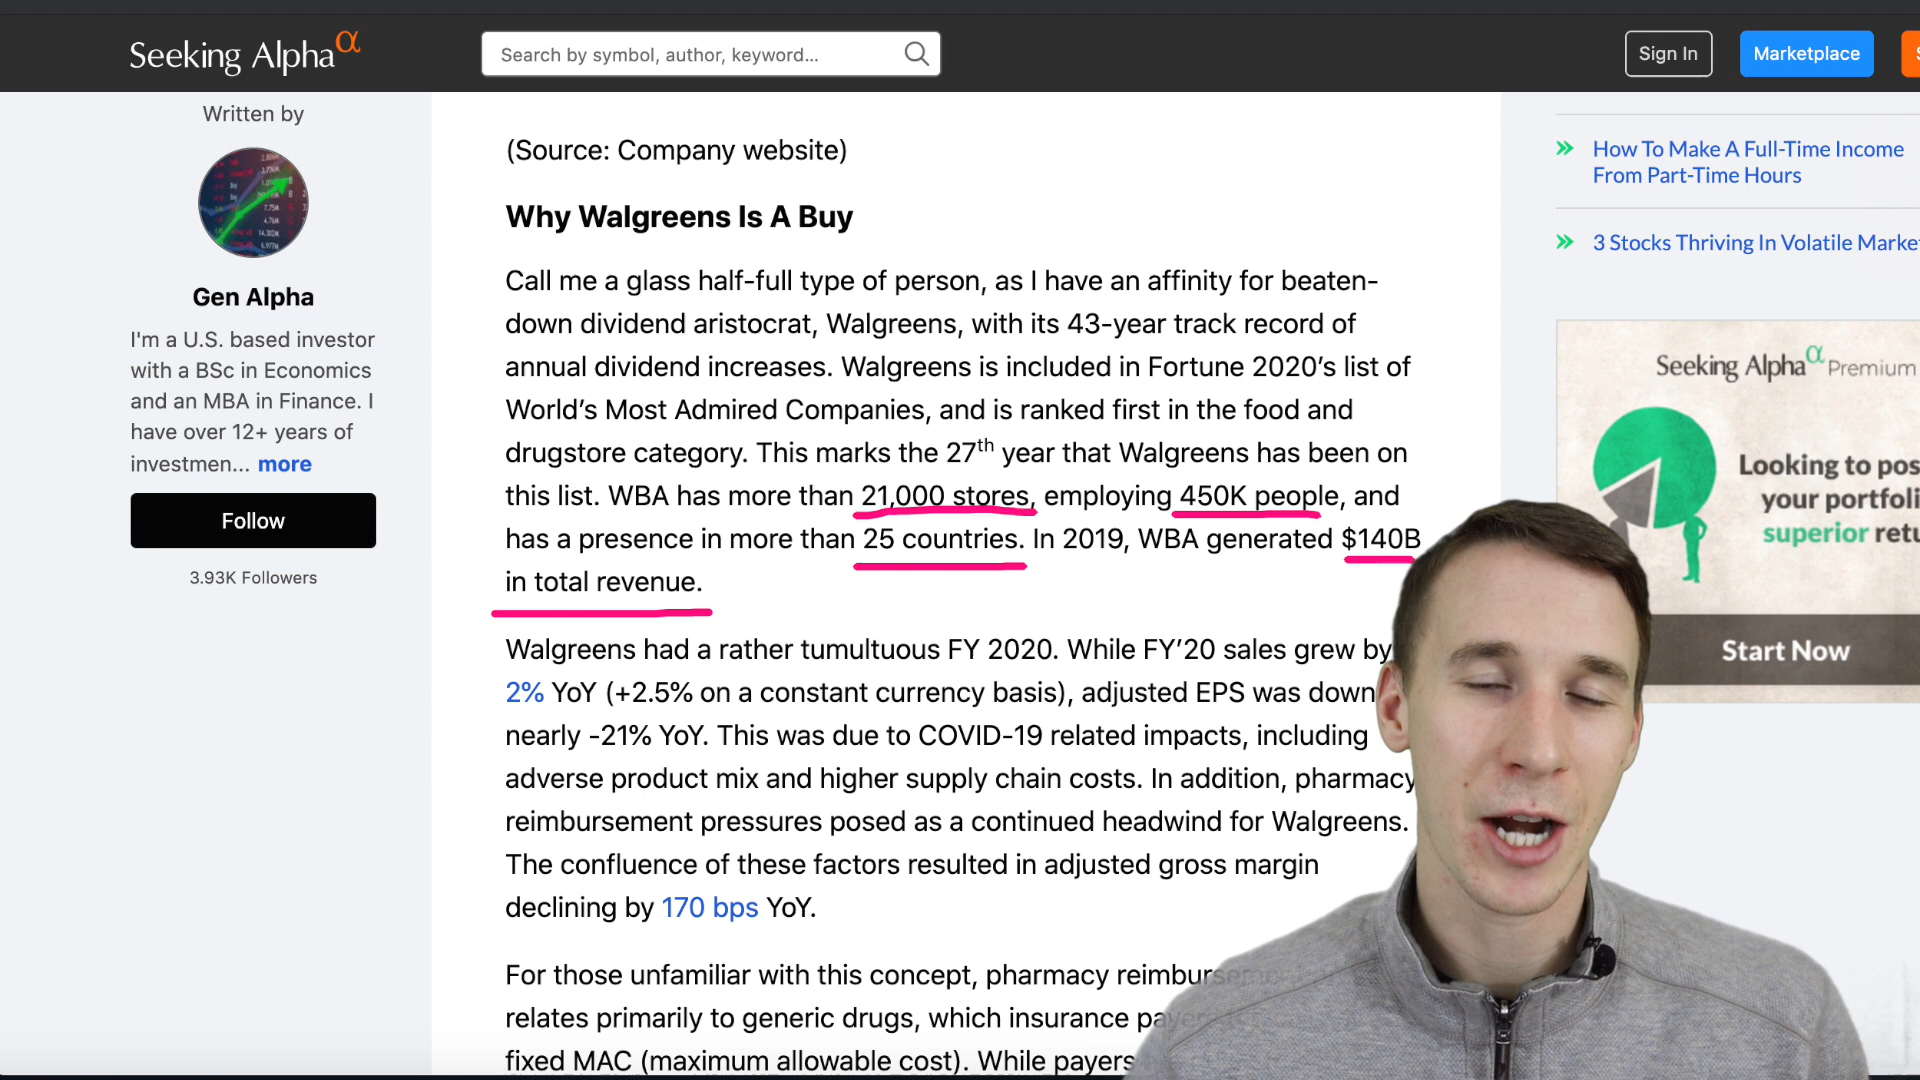 Seeking Alpha α
Search by symbol, author, keyword...
Sign In
Marketplace
Written by
Gen Alpha
I'm a U.S. based investor
with a BSc in Economics
and an MBA in Finance. I
have over 12+ years of
investmen... more
Follow
3.93K Followers
(Source: Company website)
Why Walgreens Is A Buy
Call me a glass half-full type of person, as I have an affinity for beaten-
down dividend aristocrat, Walgreens, with its 43-year track record of
annual dividend increases. Walgreens is included in Fortune 2020’s list of
World’s Most Admired Companies, and is ranked first in the food and
drugstore category. This marks the 27th year that Walgreens has been on
this list. WBA has more than 21,000 stores, employing 450K people, and
has a presence in more than 25 countries. In 2019, WBA generated $140B
in total revenue.
Walgreens had a rather tumultuous FY 2020. While FY’20 sales grew by
2% YoY (+2.5% on a constant currency basis), adjusted EPS was down
nearly -21% YoY. This was due to COVID-19 related impacts, including
adverse product mix and higher supply chain costs. In addition, pharmacy
reimbursement pressures posed as a continued headwind for Walgreens.
The confluence of these factors resulted in adjusted gross margin
declining by 170 bps YoY.
For those unfamiliar with this concept, pharmacy
relates primarily to generic drugs, which insurance
fixed MAC (maximum allowable cost). While payers
How To Make A Full-Time Income
From Part-Time Hours
3 Stocks Thriving In Volatile
Seeking Alpha α Premium
Looking to
your
superior
Start Now